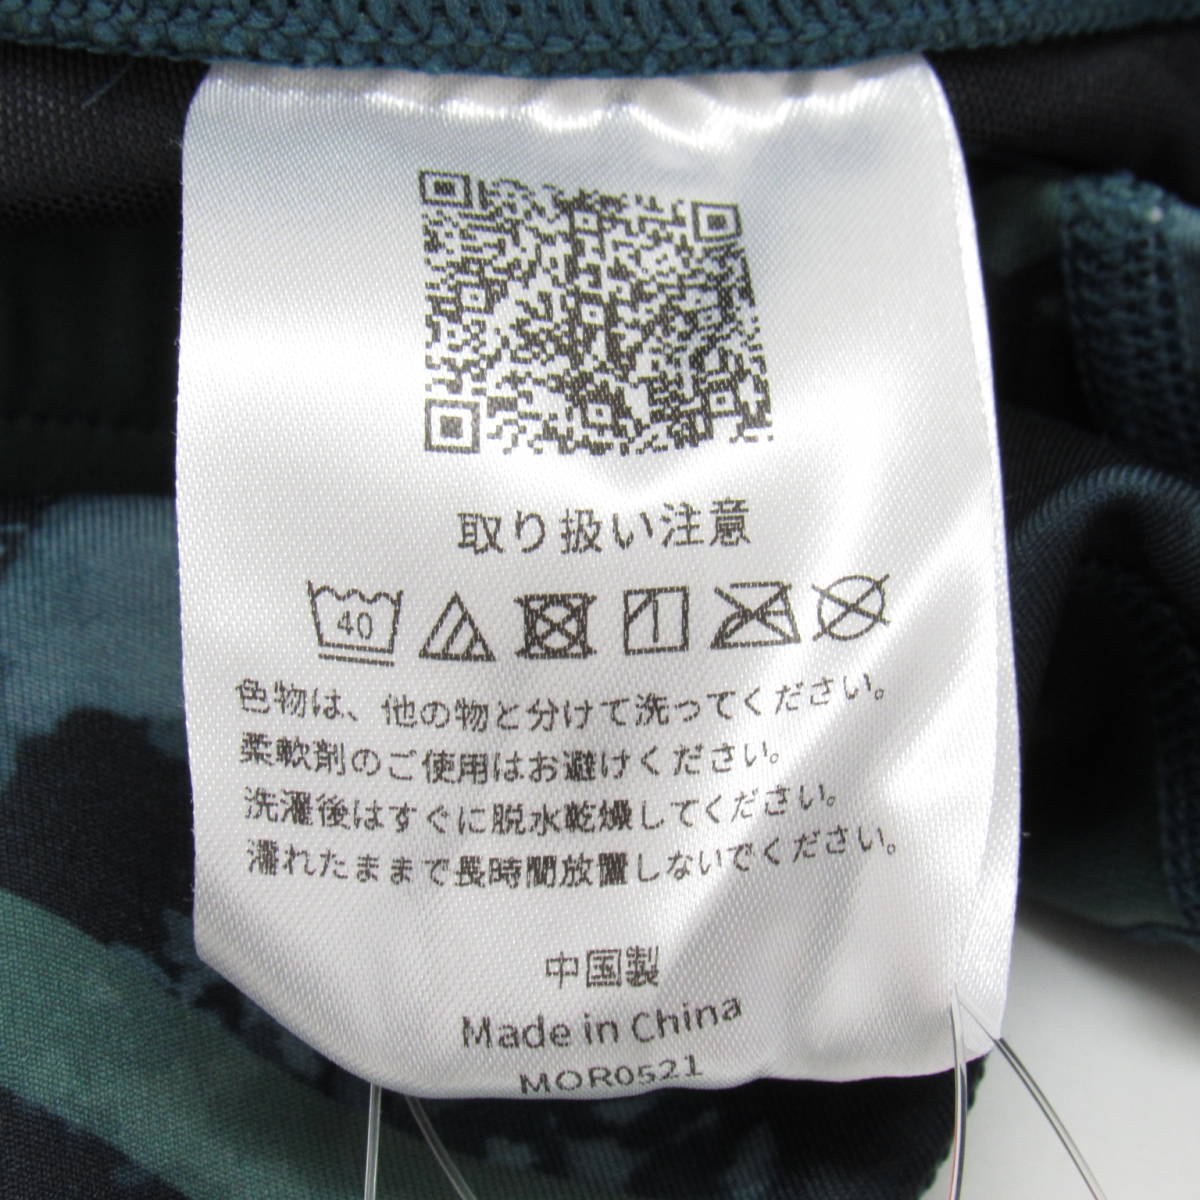 取り扱い注意
40
色物は、他の物と分けて洗ってください。
柔軟剤のご使用はお避けください。
洗濯後はすぐに脱水乾燥してください。
濡れたままで長時間放置しないでください。
中国製
Made in China
MOR0521